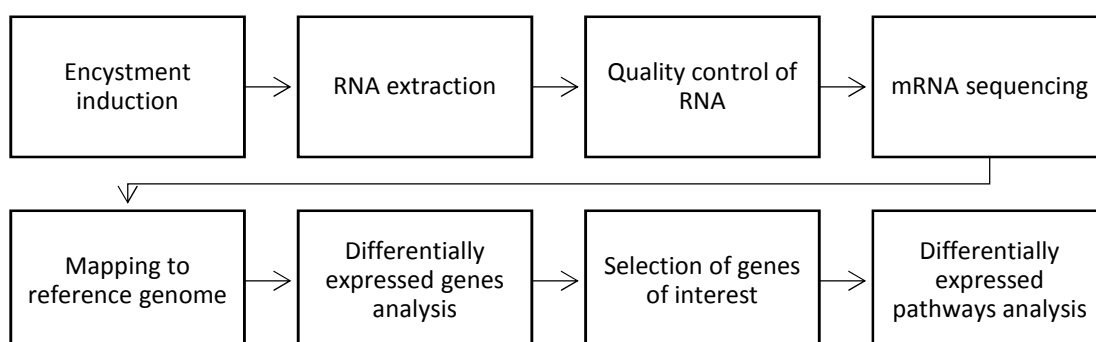 Encystment
induction
RNA extraction
Quality control of
RNA
mRNA sequencing
Mapping to
reference genome
Differentially
expressed genes
analysis
Selection of genes
of interest
Differentially
expressed
pathways analysis